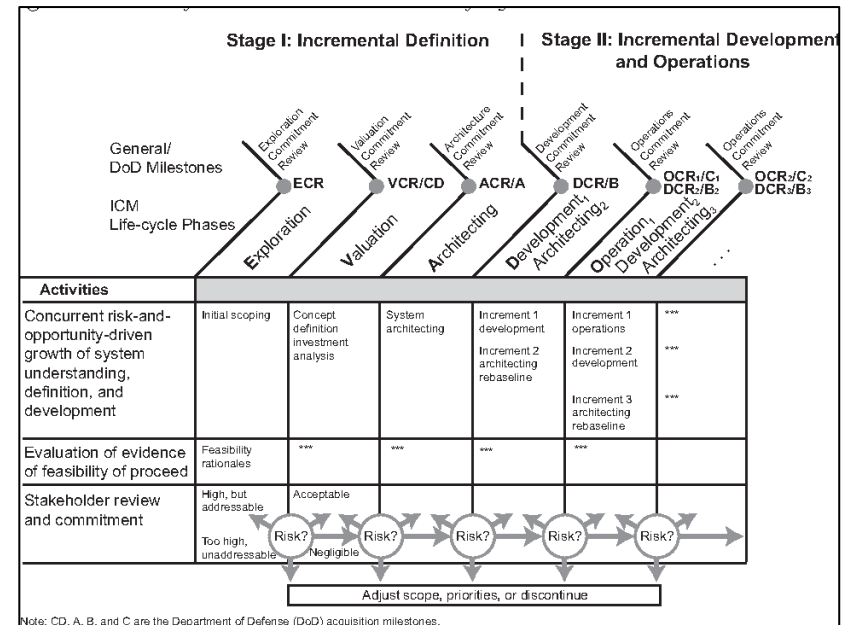 Stage I: Incremental Definition
Stage II: Incremental Development
and Operations
General/
DoD Milestones
Exploration
Commitment
Review
Valuation
Commitment
Review
Architecture
Commitment
Review
Development
Commitment
Review
Operations
Commitment
Review
Operations
Commitment
Review
ECR
VCR/CD
ACR/A
DCR/B
OCR₁/C₁
DCR₂/B₂
OCR₂/C₂
DCR₃/B₃
ICM
Life-cycle Phases
Exploration
Valuation
Architecting
Development₁
Architecting₂
Operation₁
Development₂
Architecting₃
. . .
Activities
Concurrent risk-and-
opportunity-driven
growth of system
understanding,
definition, and
development
Initial scoping
Concept
definition
investment
analysis
System
architecting
Increment 1
development
Increment 2
architecting
rebaseline
Increment 1
operations
Increment 2
development
Increment 3
architecting
rebaseline
***
***
***
Evaluation of evidence
of feasibility of proceed
Feasibility
rationales
***
***
***
***
Stakeholder review
and commitment
High, but
addressable
Acceptable
Too high,
unaddressable
Negligible
Risk?
Risk?
Risk?
Risk?
Risk?
Adjust scope, priorities, or discontinue
Note: CD, A, B, and C are the Department of Defense (DoD) acquisition milestones.